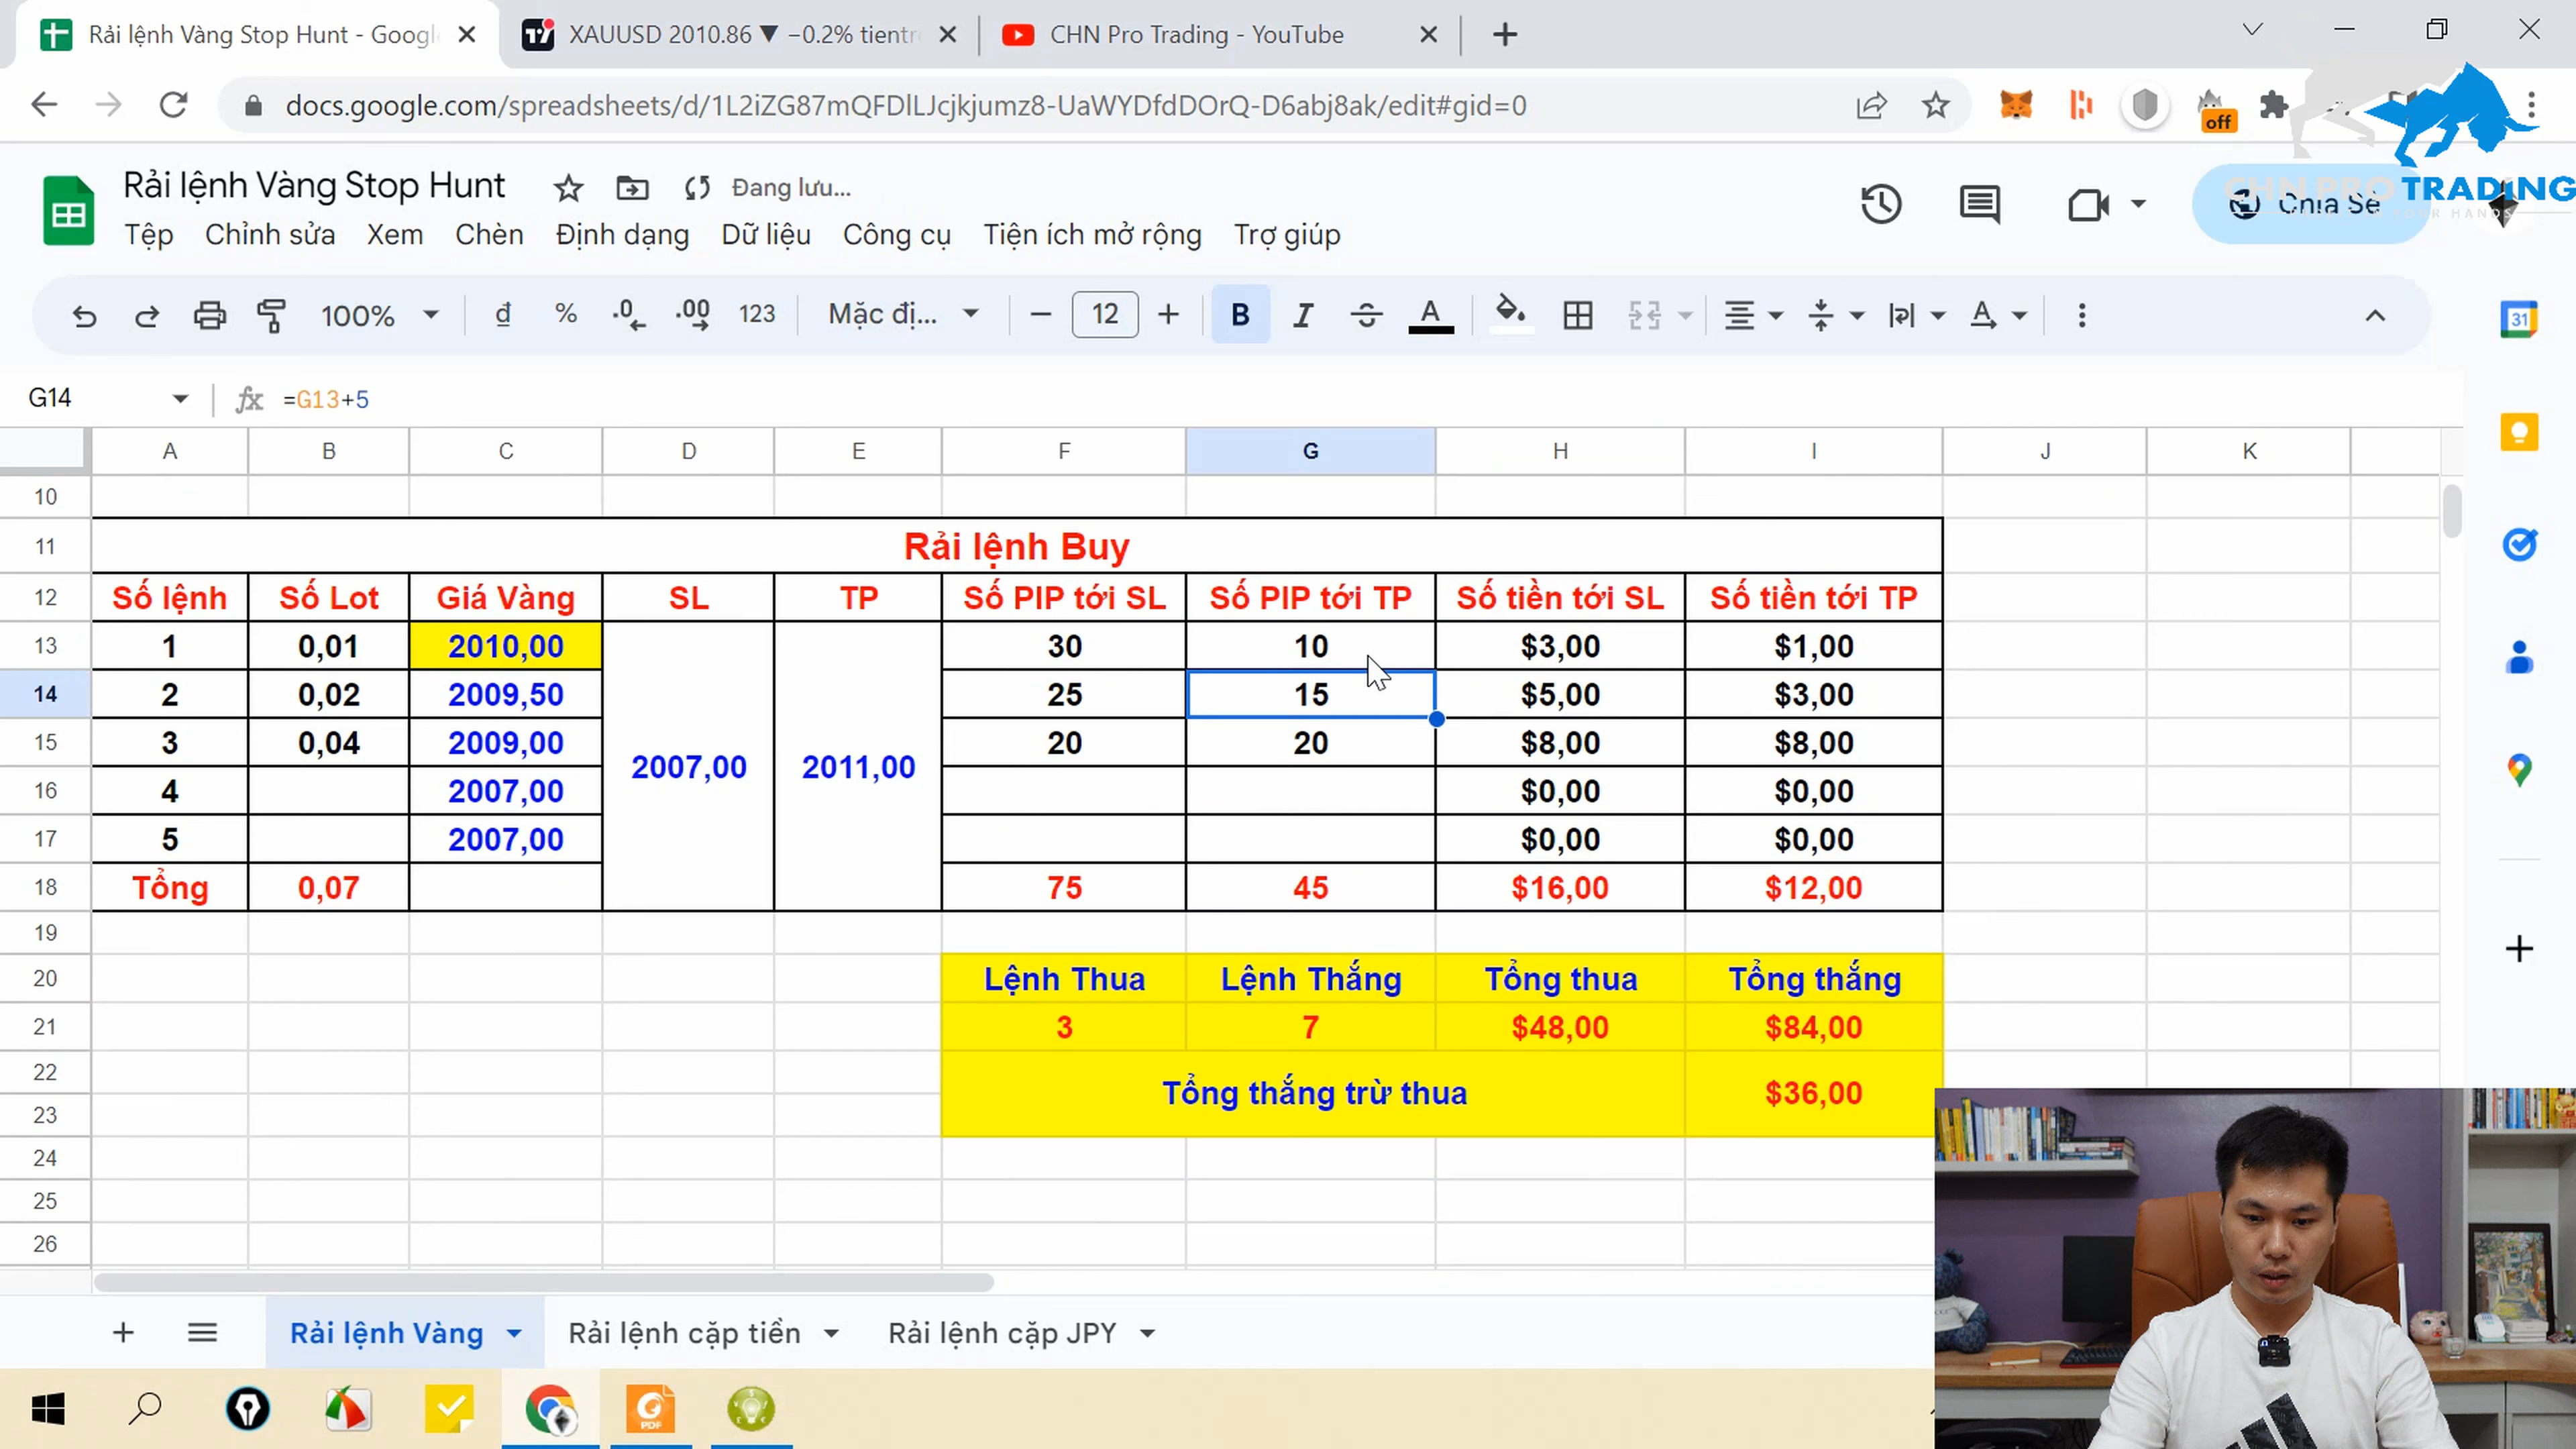 Rải lệnh Vàng Stop Hunt - Googl
XAUUSD 2010.86 ▼ −0.2% tientr
CHN Pro Trading - YouTube
docs.google.com/spreadsheets/d/1L2iZG87mQFDlLJcjkjumz8-UaWYDfdDOrQ-D6abj8ak/edit#gid=0
off
Rải lệnh Vàng Stop Hunt
Đang lưu...
Chia Sẻ
CHN PRO TRADING
Tệp Chỉnh sửa Xem Chèn Định dạng Dữ liệu Công cụ Tiện ích mở rộng Trợ giúp
100% đ % .0 .00 123 Mặc đị... − 12 + B I S A
31
G14 fx =G13+5
A B C D E F G H I J K
10
11 Rải lệnh Buy
12 Số lệnh Số Lot Giá Vàng SL TP Số PIP tới SL Số PIP tới TP Số tiền tới SL Số tiền tới TP
13 1 0,01 2010,00 30 10 $3,00 $1,00
14 2 0,02 2009,50 25 15 $5,00 $3,00
15 3 0,04 2009,00 20 20 $8,00 $8,00
2007,00 2011,00
16 4 2007,00 $0,00 $0,00
17 5 2007,00 $0,00 $0,00
18 Tổng 0,07 75 45 $16,00 $12,00
19
20 Lệnh Thua Lệnh Thắng Tổng thua Tổng thắng
21 3 7 $48,00 $84,00
22
Tổng thắng trừ thua $36,00
23
24
25
26
Rải lệnh Vàng Rải lệnh cặp tiền Rải lệnh cặp JPY
PDF